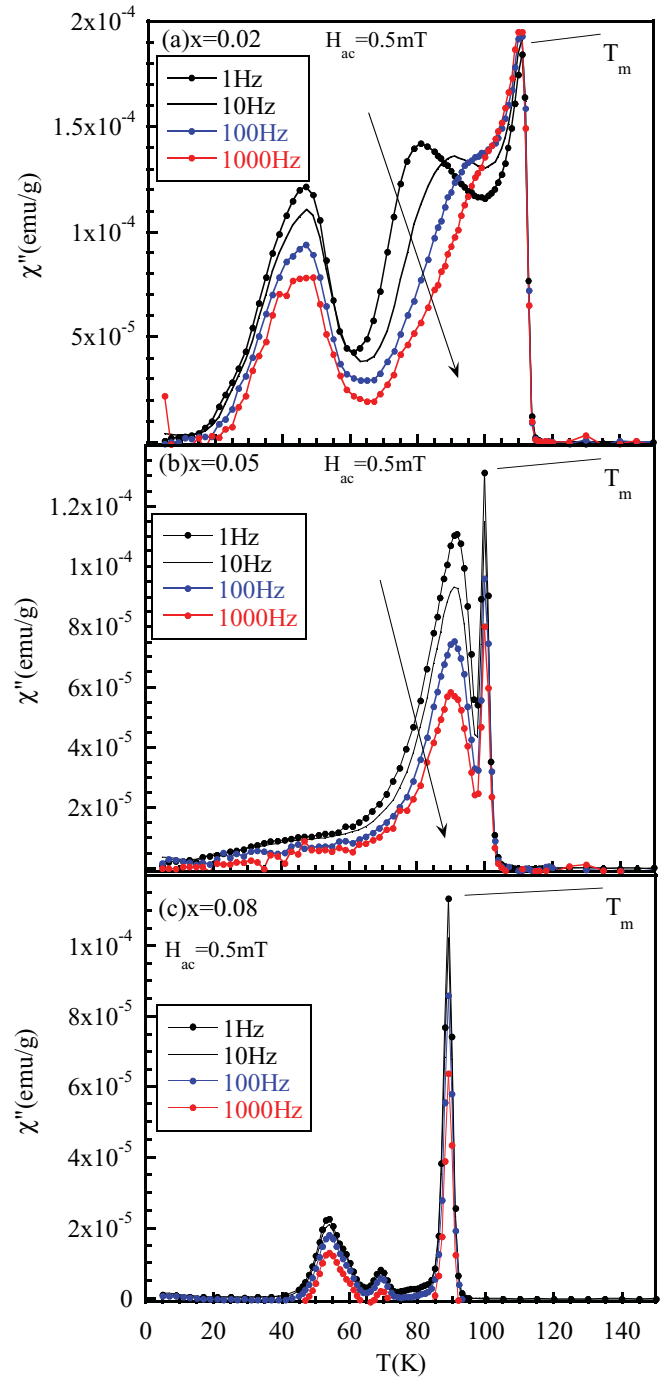 (a)x=0.02 H_ac=0.5mT
T_m
1Hz
10Hz
100Hz
1000Hz
2x10^-4
1.5x10^-4
1x10^-4
5x10^-5
0
χ"(emu/g)
(b)x=0.05 H_ac=0.5mT
T_m
1Hz
10Hz
100Hz
1000Hz
1.2x10^-4
1x10^-4
8x10^-5
6x10^-5
4x10^-5
2x10^-5
χ"(emu/g)
(c)x=0.08
T_m
H_ac=0.5mT
1Hz
10Hz
100Hz
1000Hz
1x10^-4
8x10^-5
6x10^-5
4x10^-5
2x10^-5
0
χ"(emu/g)
0 20 40 60 80 100 120 140
T(K)